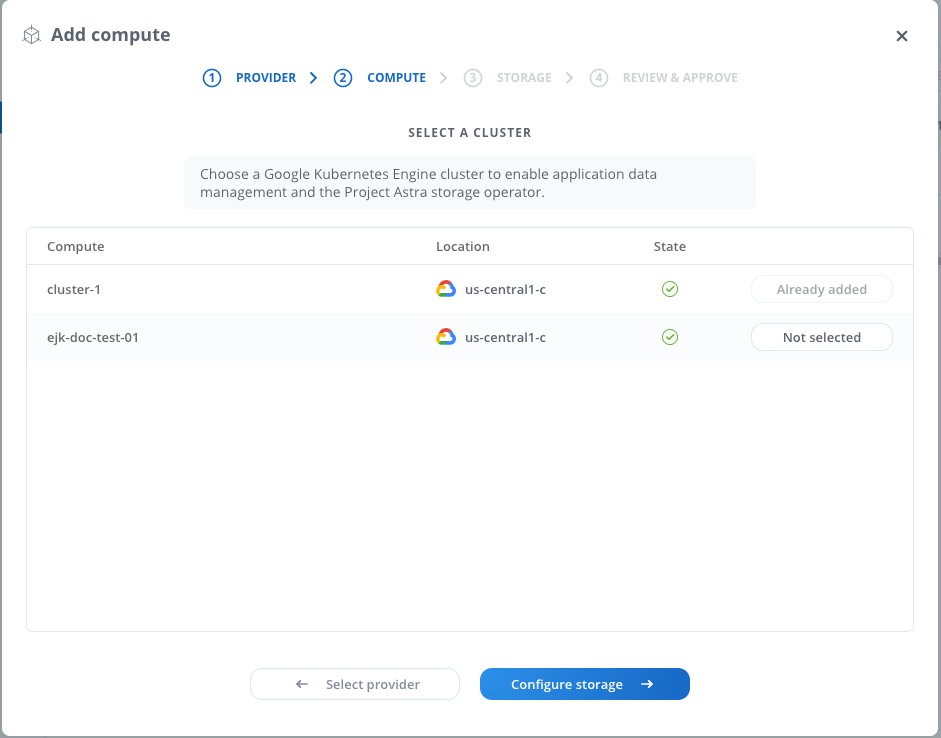 Add compute
1 PROVIDER 2 COMPUTE 3 STORAGE 4 REVIEW & APPROVE
SELECT A CLUSTER
Choose a Google Kubernetes Engine cluster to enable application data
management and the Project Astra storage operator.
Compute Location State
cluster-1 us-central1-c Already added
ejk-doc-test-01 us-central1-c Not selected
Select provider Configure storage